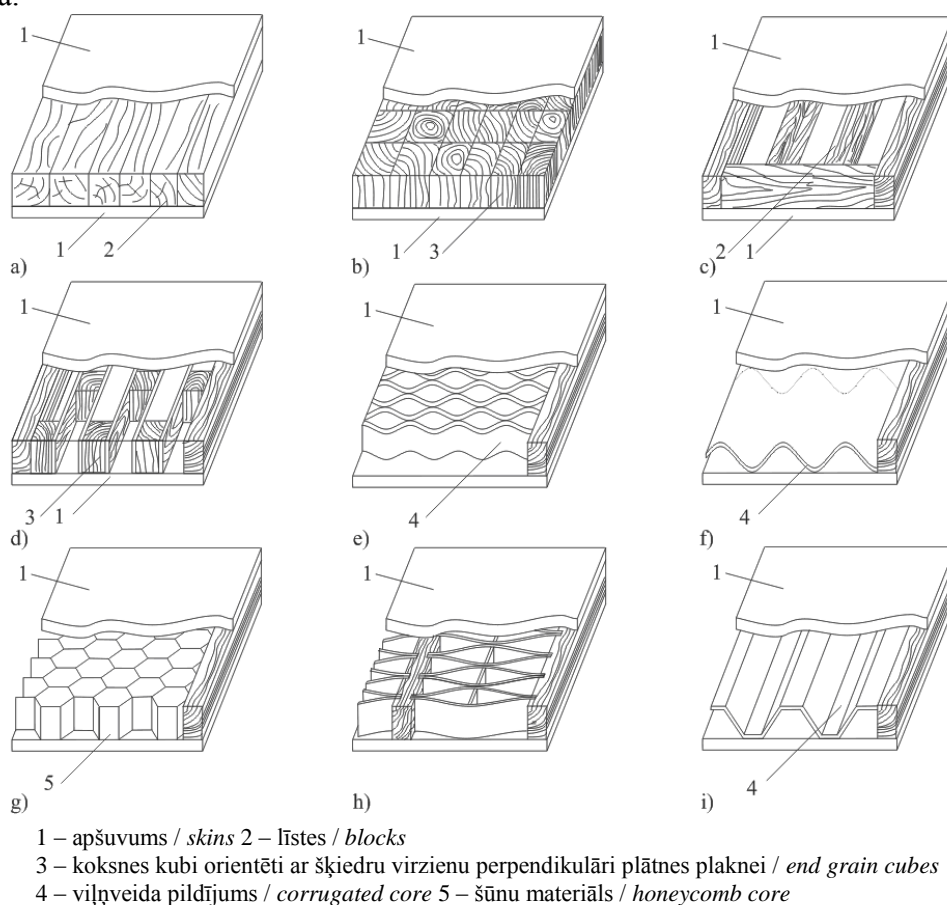 a.
1 1 1
1 2 1 3 2 1
a) b) c)
1 1 1
3 1 4 4
d) e) f)
1 1 1
5 4
g) h) i)
1 – apšuvums / skins 2 – līstes / blocks
3 – koksnes kubi orientēti ar šķiedru virzienu perpendikulāri plātnes plaknei / end grain cubes
4 – viļņveida pildījums / corrugated core 5 – šūnu materiāls / honeycomb core